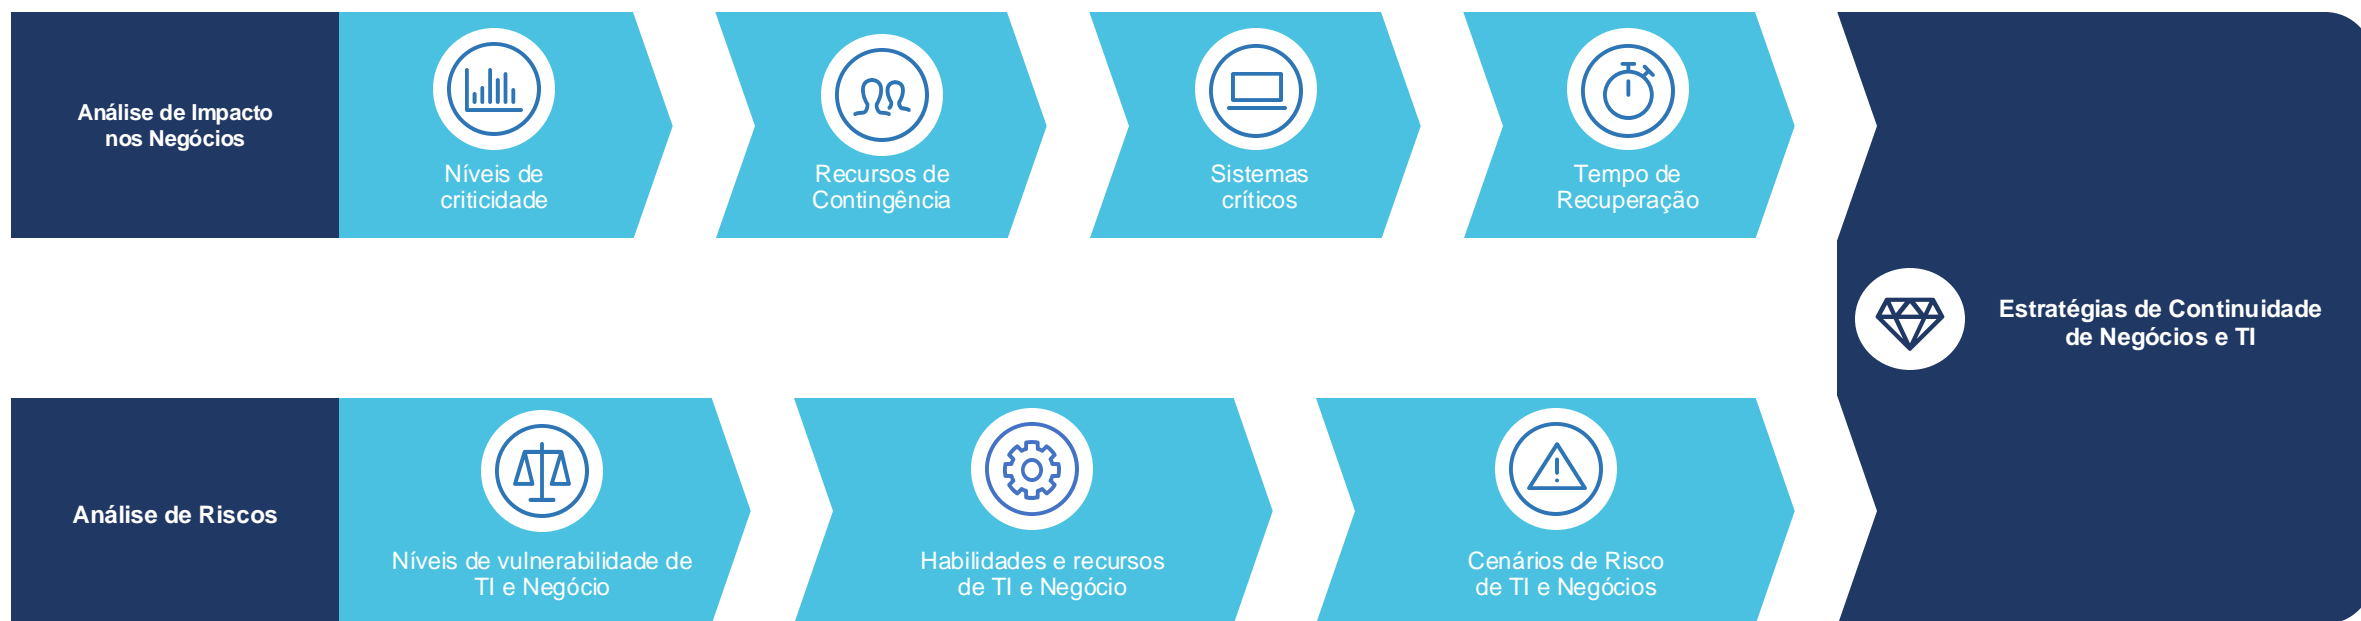 Análise de Impacto
nos Negócios
Níveis de
criticidade
Recursos de
Contingência
Sistemas
críticos
Tempo de
Recuperação
Estratégias de Continuidade
de Negócios e TI
Análise de Riscos
Níveis de vulnerabilidade de
TI e Negócio
Habilidades e recursos
de TI e Negócio
Cenários de Risco
de TI e Negócios